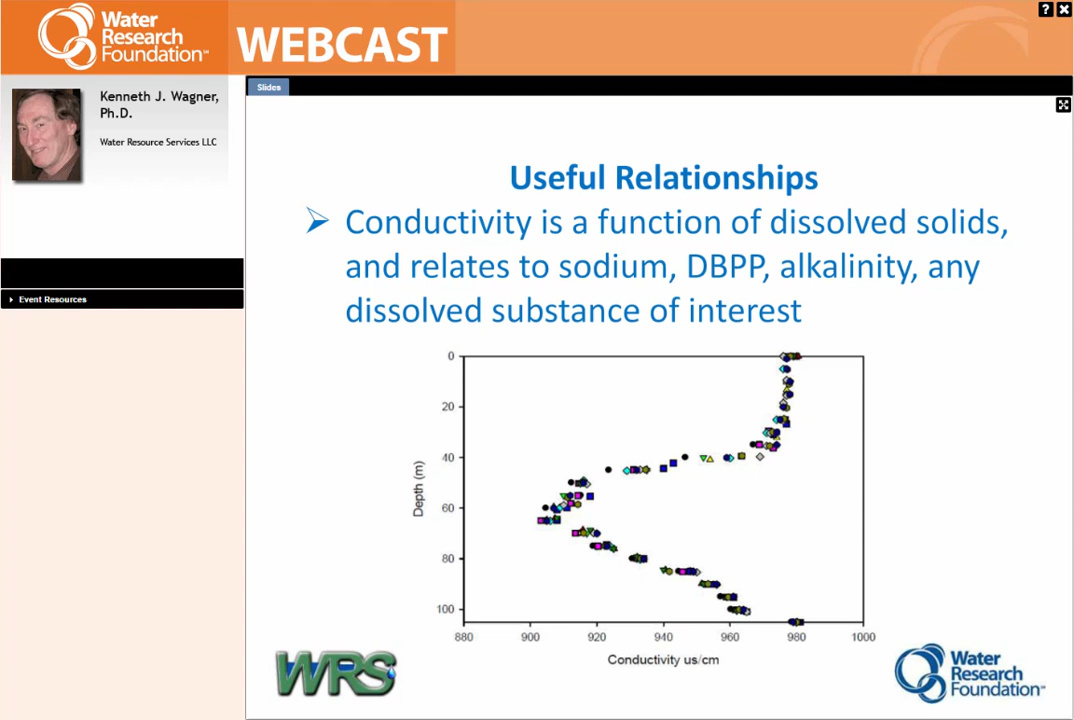 Water
Research
Foundation™
WEBCAST
?
Kenneth J. Wagner,
Ph.D.
Water Resource Services LLC
Event Resources
Slides
Useful Relationships
Conductivity is a function of dissolved solids,
and relates to sodium, DBPP, alkalinity, any
dissolved substance of interest
0
20
40
60
80
100
Depth (m)
880 900 920 940 960 980 1000
Conductivity us/cm
WRS
Water
Research
Foundation™